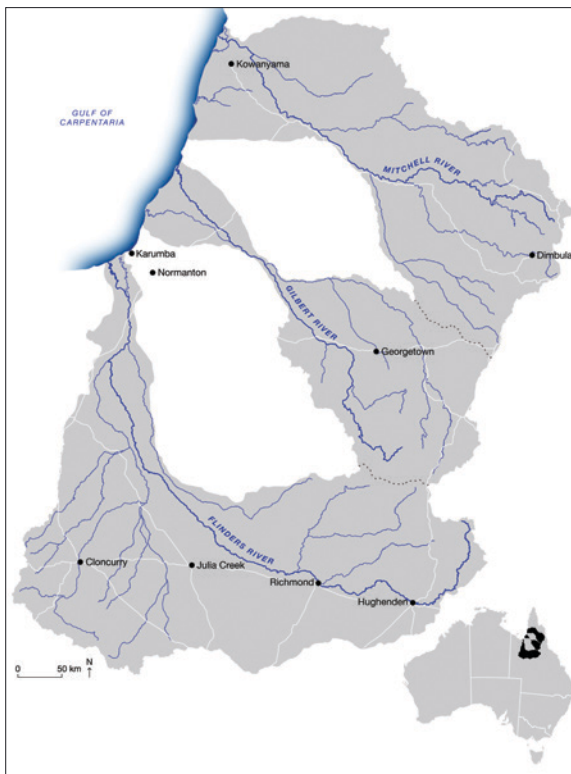 Kowanyama
GULF OF
CARPENTARIA
MITCHELL RIVER
Karumba
Dimbula
Normanton
GILBERT RIVER
Georgetown
FLINDERS RIVER
Cloncurry
Julia Creek
Richmond
Hughenden
0 50 km N